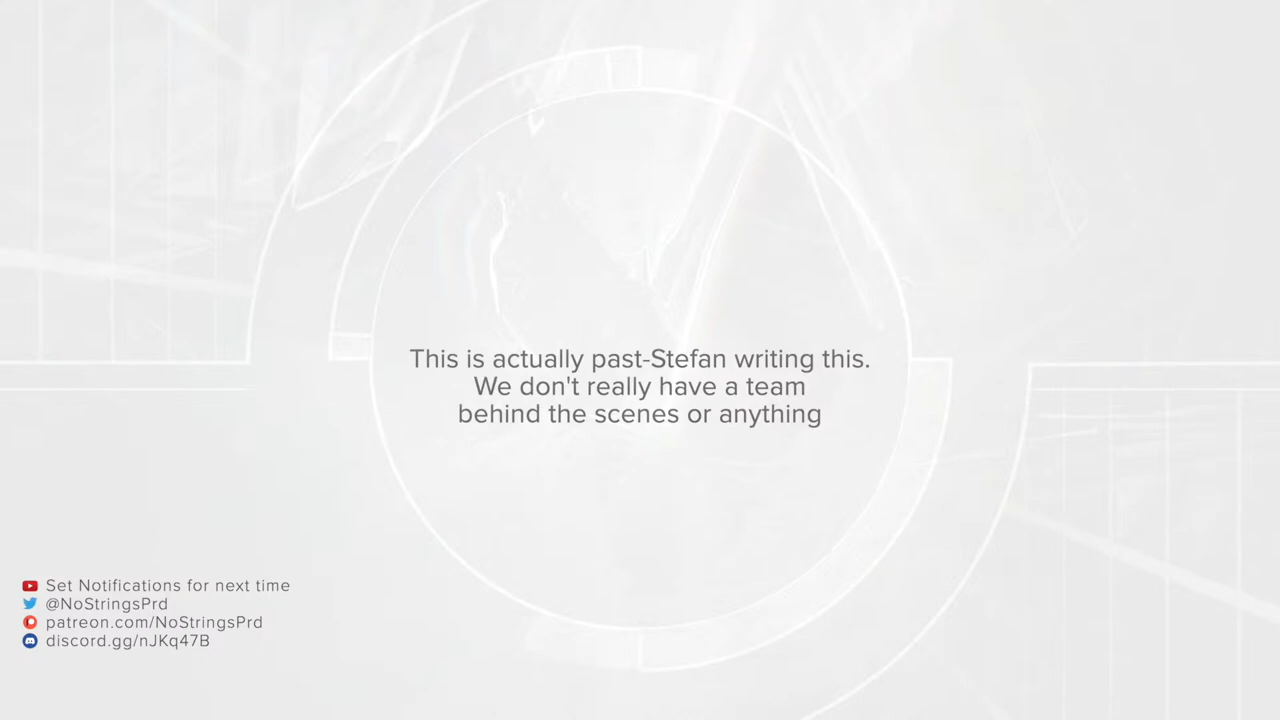 This is actually past-Stefan writing this.
We don't really have a team
behind the scenes or anything
Set Notifications for next time
@NoStringsPrd
patreon.com/NoStringsPrd
discord.gg/nJKq47B